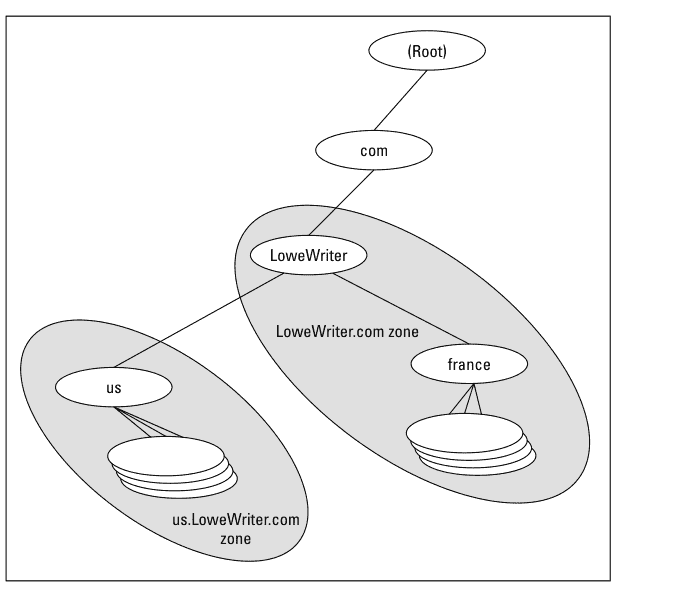 (Root)
com
LoweWriter
LoweWriter.com zone
france
us
us.LoweWriter.com
zone